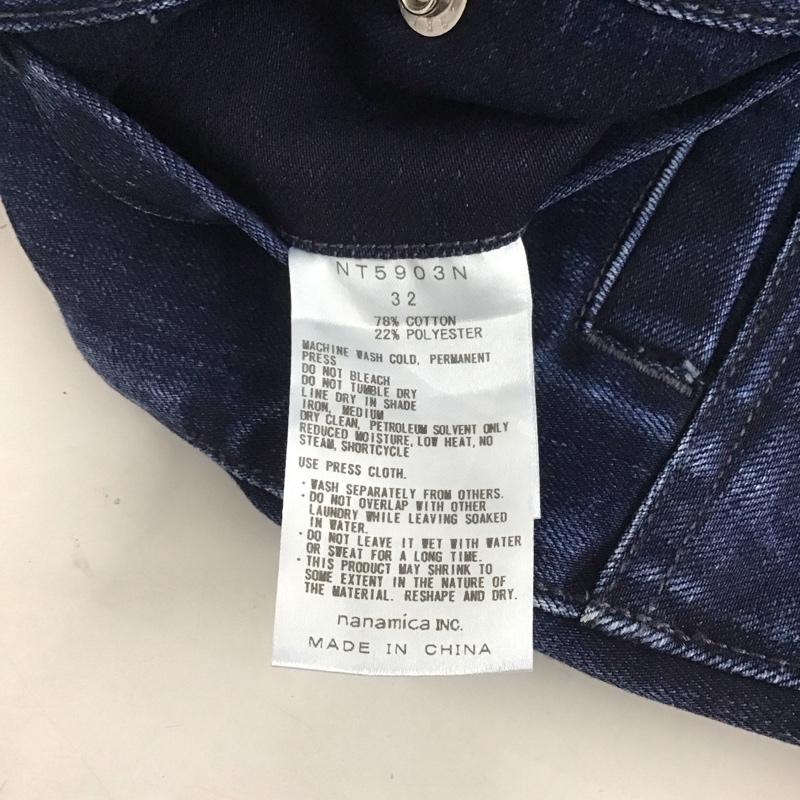 NT5903N
32
78% COTTON
22% POLYESTER
MACHINE WASH COLD, PERMANENT
PRESS
DO NOT BLEACH
DO NOT TUMBLE DRY
LINE DRY IN SHADE
IRON, MEDIUM
DRY CLEAN, PETROLEUM SOLVENT ONLY
REDUCED MOISTURE, LOW HEAT, NO
STEAM, SHORTCYCLE
USE PRESS CLOTH.
・WASH SEPARATELY FROM OTHERS.
・DO NOT OVERLAP WITH OTHER
LAUNDRY WHILE LEAVING SOAKED
IN WATER.
・DO NOT LEAVE IT WET WITH WATER
OR SWEAT FOR A LONG TIME.
・THIS PRODUCT MAY SHRINK TO
SOME EXTENT IN THE NATURE OF
THE MATERIAL. RESHAPE AND DRY.
nanamica INC.
MADE IN CHINA